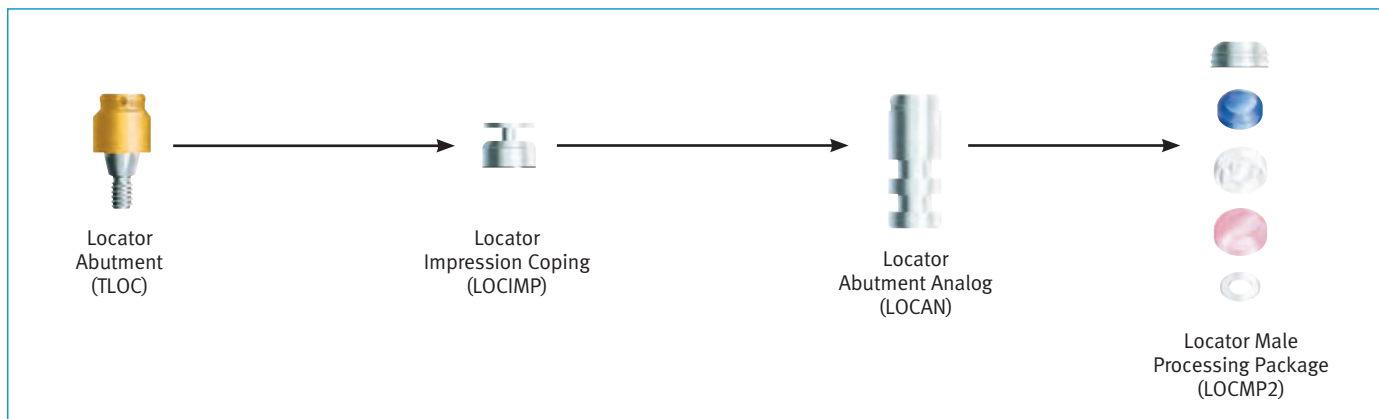 Locator
Abutment
(TLOC)
Locator
Impression Coping
(LOCIMP)
Locator
Abutment Analog
(LOCAN)
Locator Male
Processing Package
(LOCMP2)